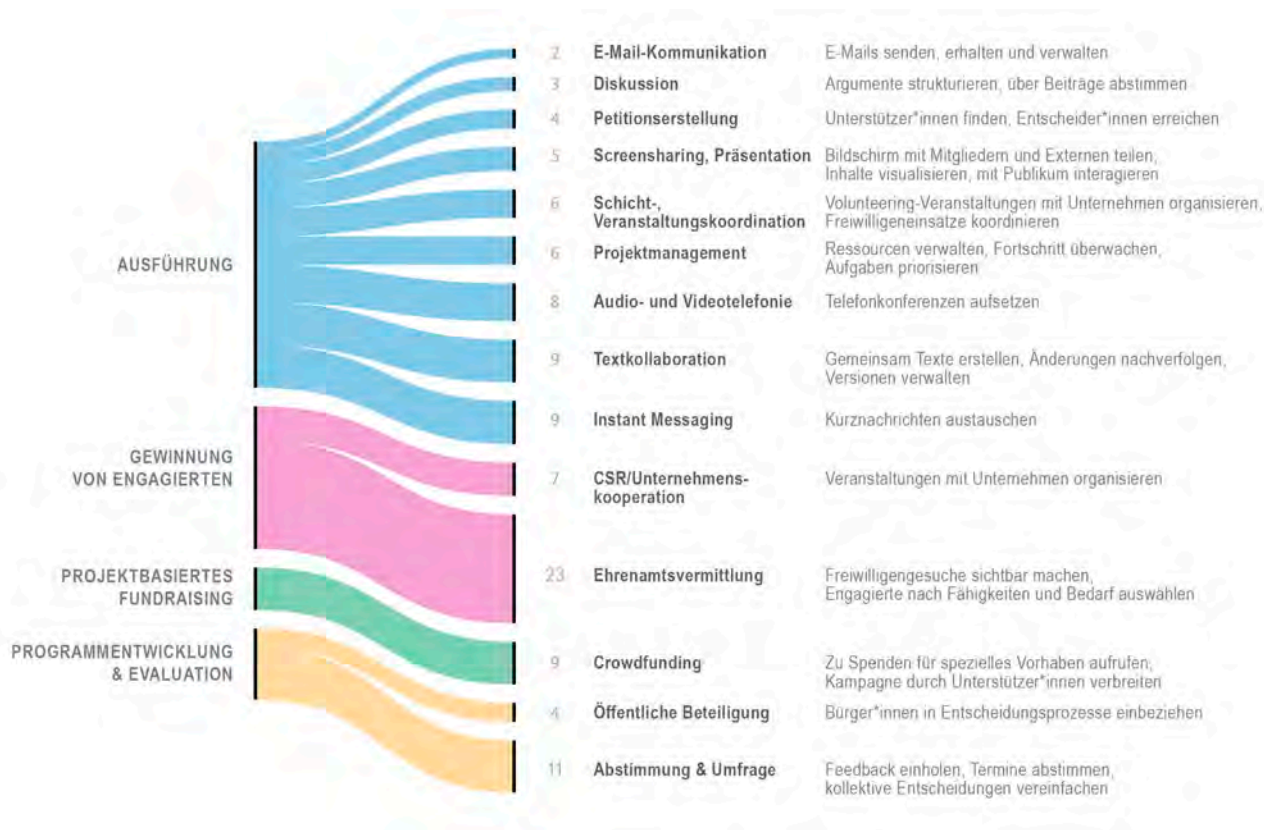 2 E-Mail-Kommunikation E-Mails senden, erhalten und verwalten
3 Diskussion Argumente strukturieren, über Beiträge abstimmen
4 Petitionserstellung Unterstützer*innen finden, Entscheider*innen erreichen
5 Screensharing, Präsentation Bildschirm mit Mitgliedern und Externen teilen,
Inhalte visualisieren, mit Publikum interagieren
6 Schicht-, Volunteering-Veranstaltungen mit Unternehmen organisieren,
Veranstaltungskoordination Freiwilligeneinsätze koordinieren
AUSFÜHRUNG
6 Projektmanagement Ressourcen verwalten, Fortschritt überwachen,
Aufgaben priorisieren
8 Audio- und Videotelefonie Telefonkonferenzen aufsetzen
9 Textkollaboration Gemeinsam Texte erstellen, Änderungen nachverfolgen,
Versionen verwalten
9 Instant Messaging Kurznachrichten austauschen
GEWINNUNG
VON ENGAGIERTEN
7 CSR/Unternehmens- Veranstaltungen mit Unternehmen organisieren
kooperation
23 Ehrenamtsvermittlung Freiwilligengesuche sichtbar machen,
Engagierte nach Fähigkeiten und Bedarf auswählen
PROJEKTBASIERTES
FUNDRAISING
9 Crowdfunding Zu Spenden für spezielles Vorhaben aufrufen,
Kampagne durch Unterstützer*innen verbreiten
PROGRAMMENTWICKLUNG
& EVALUATION
4 Öffentliche Beteiligung Bürger*innen in Entscheidungsprozesse einbeziehen
11 Abstimmung & Umfrage Feedback einholen, Termine abstimmen,
kollektive Entscheidungen vereinfachen